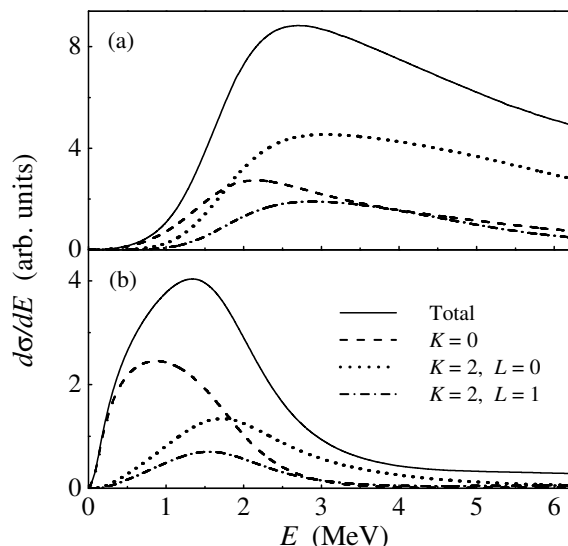 (a)
8
4
0
dσ/dE (arb. units)
(b)
4
2
0
Total
K = 0
K = 2, L = 0
K = 2, L = 1
0 1 2 3 4 5 6
E (MeV)